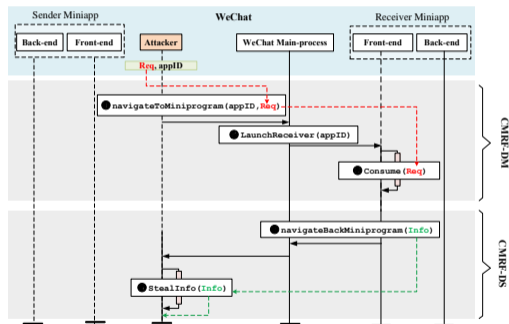 Sender Miniapp
WeChat
Receiver Miniapp
Back-end
Front-end
Attacker
WeChat Main-process
Front-end
Back-end
Req, appID
navigateToMiniprogram(appID,Req)
LaunchReceiver(appID)
Consume(Req)
CMRF-DM
navigateBackMiniprogram(Info)
StealInfo(Info)
CMRF-DS